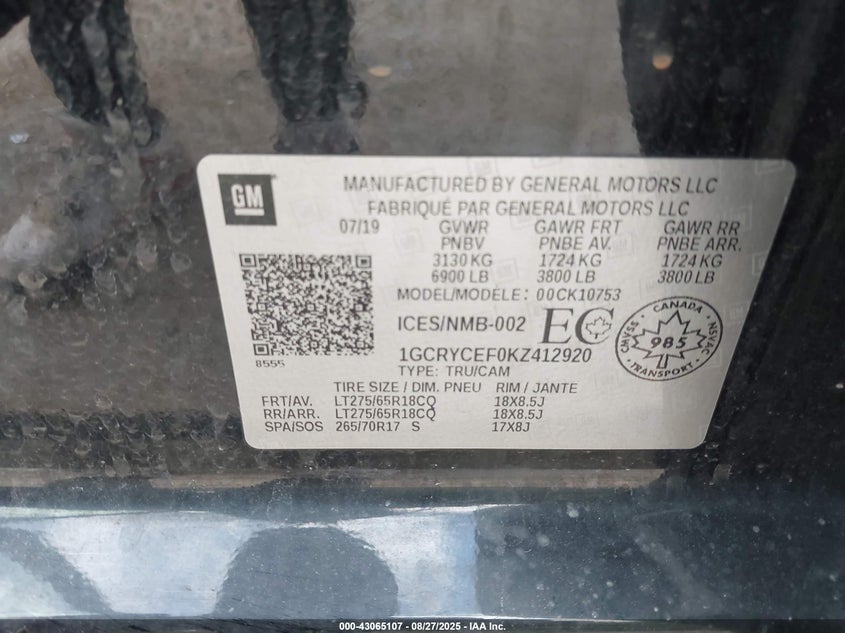 GM
MANUFACTURED BY GENERAL MOTORS LLC
FABRIQUÉ PAR GENERAL MOTORS LLC
07/19 GVWR GAWR FRT GAWR RR
PNBV PNBE AV. PNBE ARR.
3130 KG 1724 KG 1724 KG
6900 LB 3800 LB 3800 LB
MODEL/MODÈLE: 00CK10753
ICES/NMB-002 EC
CANADA
CMVSS 985 NSVAC
TRANSPORT
8555
1GCRYCEF0KZ412920
TYPE: TRU/CAM
TIRE SIZE / DIM. PNEU RIM / JANTE
FRT/AV. LT275/65R18CQ 18X8.5J
RR/ARR. LT275/65R18CQ 18X8.5J
SPA/SOS 265/70R17 S 17X8J
000-43065107 - 08/27/2025 - IAA Inc.